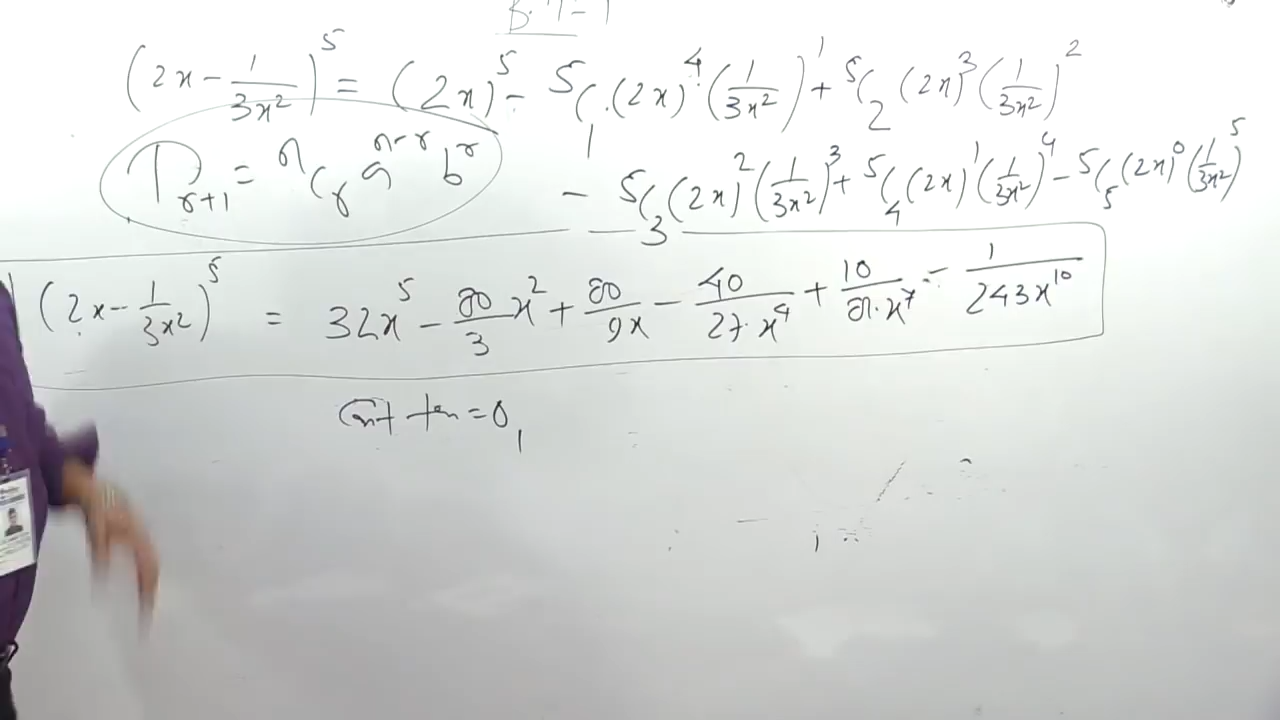 (2x - 1/3x²)⁵ = (2x)⁵ - ⁵C₁ (2x)⁴ (1/3x²)¹ + ⁵C₂ (2x)³ (1/3x²)²
T_{r+1} = ⁿC_r a^{n-r} b^r
- ⁵C₃ (2x)² (1/3x²)³ + ⁵C₄ (2x)¹ (1/3x²)⁴ - ⁵C₅ (2x)⁰ (1/3x²)⁵
(2x - 1/3x²)⁵ = 32x⁵ - 80/3 x² + 80/9x - 40/27·x⁴ + 10/81·x⁷ - 1/243x¹⁰
= 0,